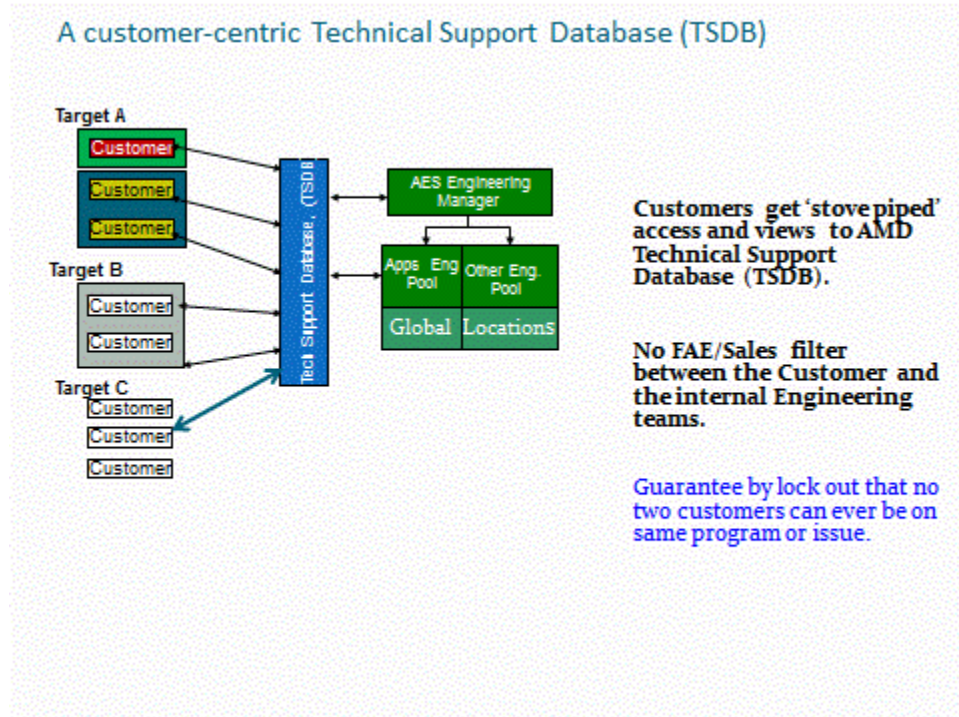 A customer-centric Technical Support Database (TSDB)
Target A
Customer
Customer
Customer
Target B
Customer
Customer
Target C
Customer
Customer
Customer
Tech Support Database, (TSDB
AES Engineering
Manager
Apps Eng
Pool
Other Eng.
Pool
Global
Locations
Customers get ‘stove piped’
access and views to AMD
Technical Support
Database (TSDB).
No FAE/Sales filter
between the Customer and
the internal Engineering
teams.
Guarantee by lock out that no
two customers can ever be on
same program or issue.